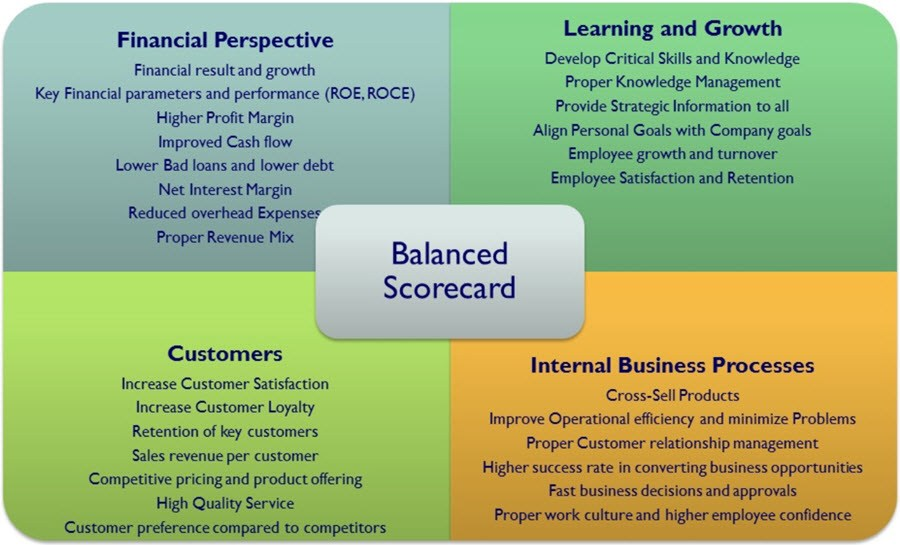 Financial Perspective
Financial result and growth
Key Financial parameters and performance (ROE, ROCE)
Higher Profit Margin
Improved Cash flow
Lower Bad loans and lower debt
Net Interest Margin
Reduced overhead Expenses
Proper Revenue Mix
Learning and Growth
Develop Critical Skills and Knowledge
Proper Knowledge Management
Provide Strategic Information to all
Align Personal Goals with Company goals
Employee growth and turnover
Employee Satisfaction and Retention
Balanced
Scorecard
Customers
Increase Customer Satisfaction
Increase Customer Loyalty
Retention of key customers
Sales revenue per customer
Competitive pricing and product offering
High Quality Service
Customer preference compared to competitors
Internal Business Processes
Cross-Sell Products
Improve Operational efficiency and minimize Problems
Proper Customer relationship management
Higher success rate in converting business opportunities
Fast business decisions and approvals
Proper work culture and higher employee confidence